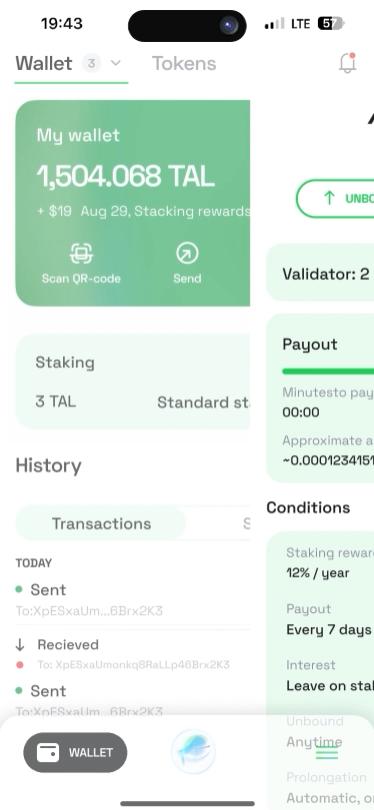 19:43
LTE 57
Wallet 3 Tokens
My wallet
1,504.068 TAL
+ $19 Aug 29, Stacking rewards
Scan QR-code Send
Staking
3 TAL Standard st
History
Transactions S
TODAY
Sent
To:XpESxaUm...6Brx2K3
Recieved
To: XpESxaUmonkq8RaLLp46Brx2K3
Sent
To:XpESxaUm...6Brx2K3
WALLET
UNBO
Validator: 2
Payout
Minutesto pay
00:00
Approximate a
~0.0001234151
Conditions
Staking rewar
12% / year
Payout
Every 7 days
Interest
Leave on stal
Unbound
Anytime
Prolongation
Automatic, or